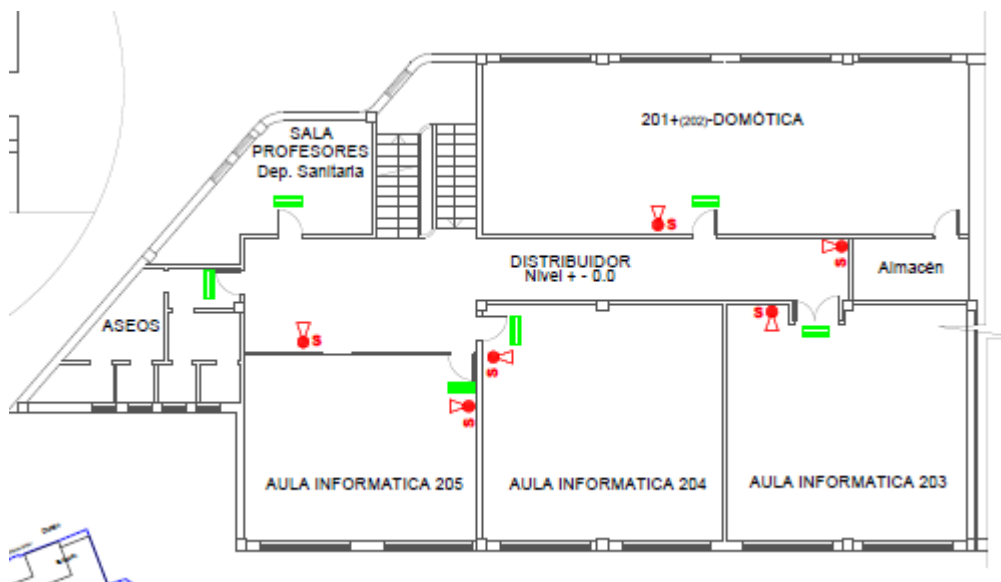 SALA
PROFESORES
Dep. Sanitaria
201+(202)-DOMÓTICA
S
S
DISTRIBUIDOR
Nivel + - 0.0
Almacén
ASEOS
S
S
S
S
AULA INFORMATICA 205
AULA INFORMATICA 204
AULA INFORMATICA 203